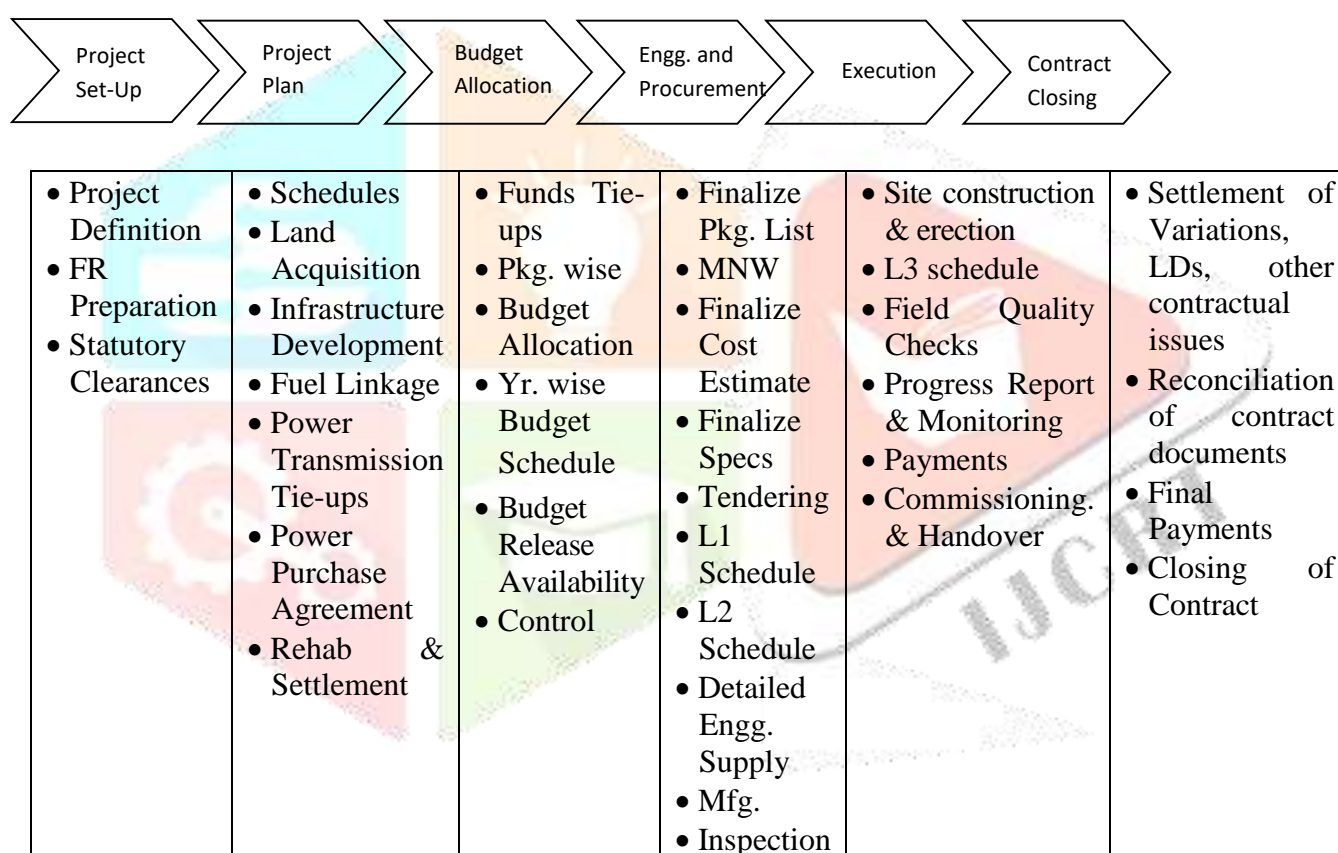 Project
Set-Up
Project
Plan
Budget
Allocation
Engg. and
Procurement
Execution
Contract
Closing
• Project
Definition
• FR
Preparation
• Statutory
Clearances
• Schedules
• Land
Acquisition
• Infrastructure
Development
• Fuel Linkage
• Power
Transmission
Tie-ups
• Power
Purchase
Agreement
• Rehab &
Settlement
• Funds Tie-
ups
• Pkg. wise
• Budget
Allocation
• Yr. wise
Budget
Schedule
• Budget
Release
Availability
• Control
• Finalize
Pkg. List
• MNW
• Finalize
Cost
Estimate
• Finalize
Specs
• Tendering
• L1
Schedule
• L2
Schedule
• Detailed
Engg.
Supply
• Mfg.
• Inspection
• Site construction
& erection
• L3 schedule
• Field Quality
Checks
• Progress Report
& Monitoring
• Payments
• Commissioning.
& Handover
• Settlement of
Variations,
LDs, other
contractual
issues
• Reconciliation
of contract
documents
• Final
Payments
• Closing of
Contract
IJCRT